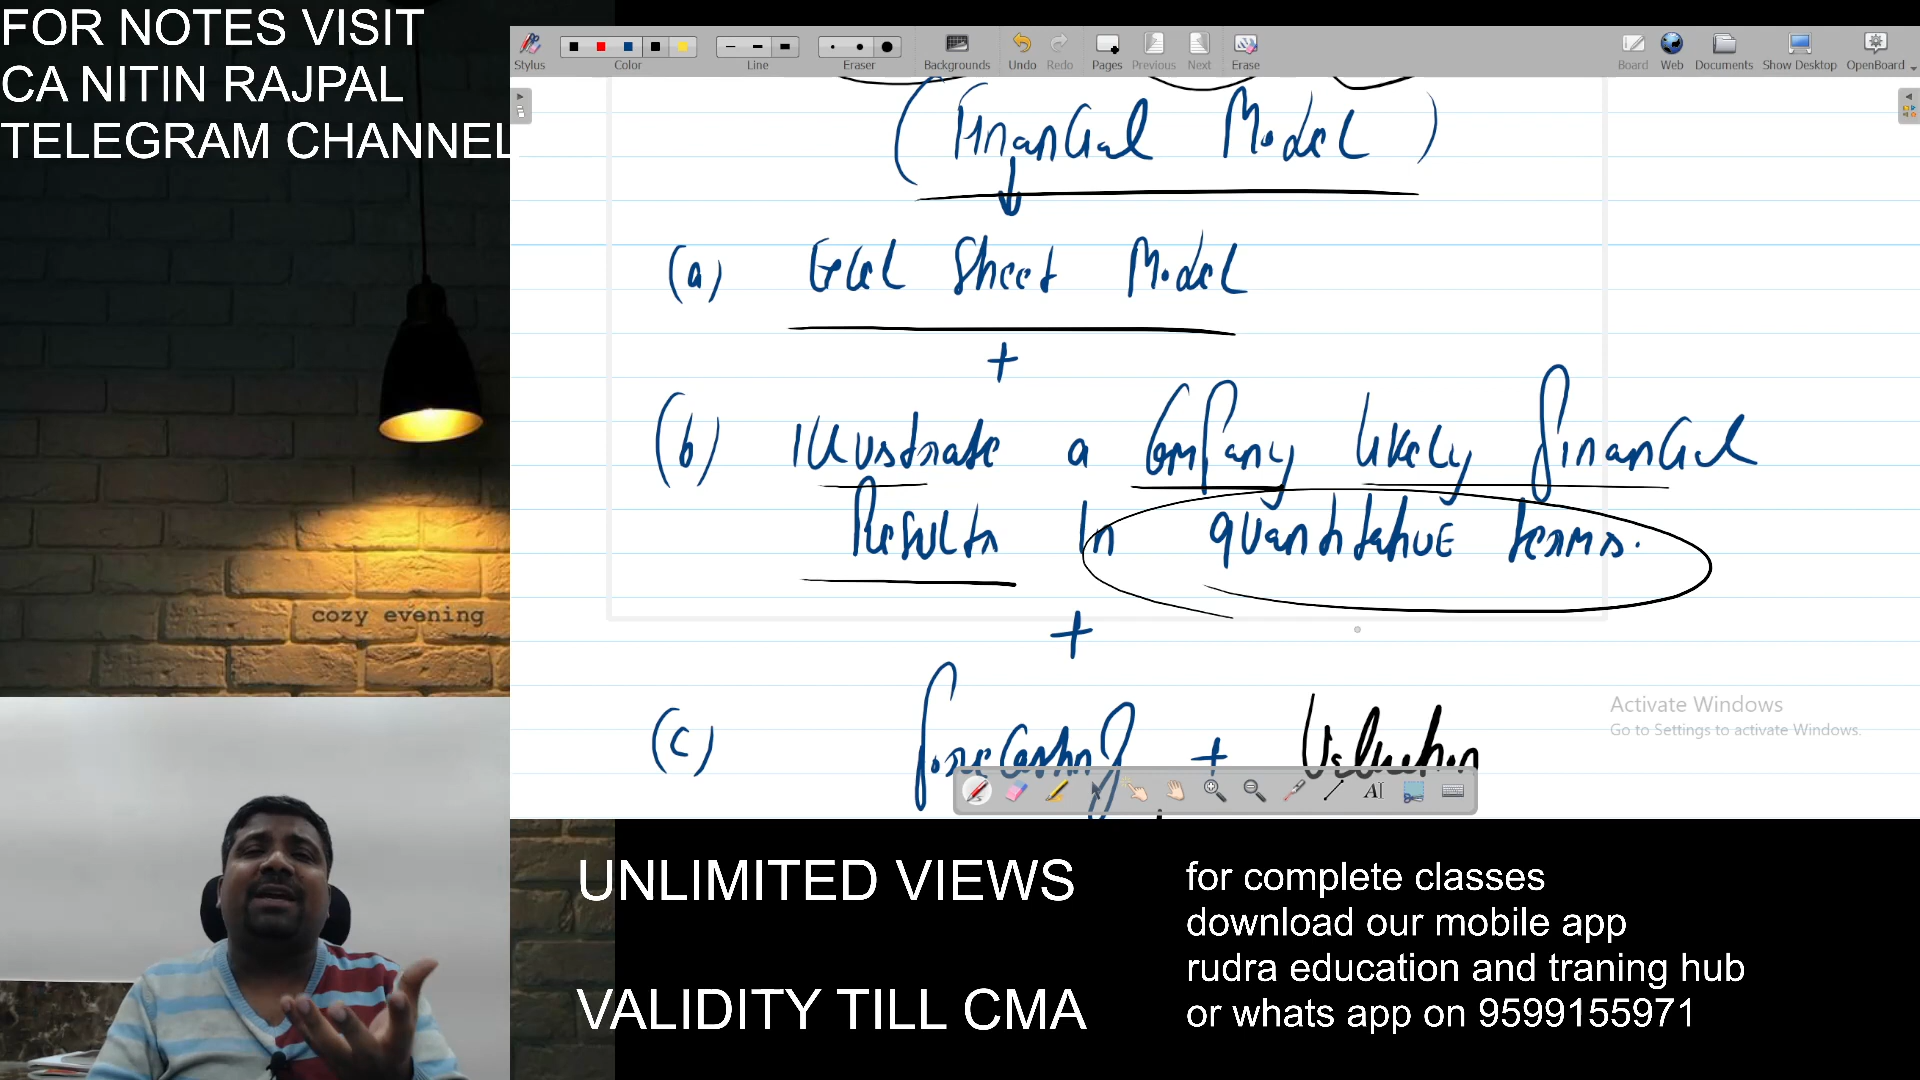 FOR NOTES VISIT
CA NITIN RAJPAL
TELEGRAM CHANNEL
cozy evening
Stylus
Color
Line
Eraser
Backgrounds
Undo
Redo
Pages
Previous
Next
Erase
Board
Web
Documents
Show Desktop
OpenBoard
(Financial Model)
(a) Excel Sheet Model
+
(b) Illustrate a Company likely financial
Results in quantitative terms.
+
(c) forecasting + Valuation
Activate Windows
Go to Settings to activate Windows.
UNLIMITED VIEWS
VALIDITY TILL CMA
for complete classes
download our mobile app
rudra education and traning hub
or whats app on 9599155971